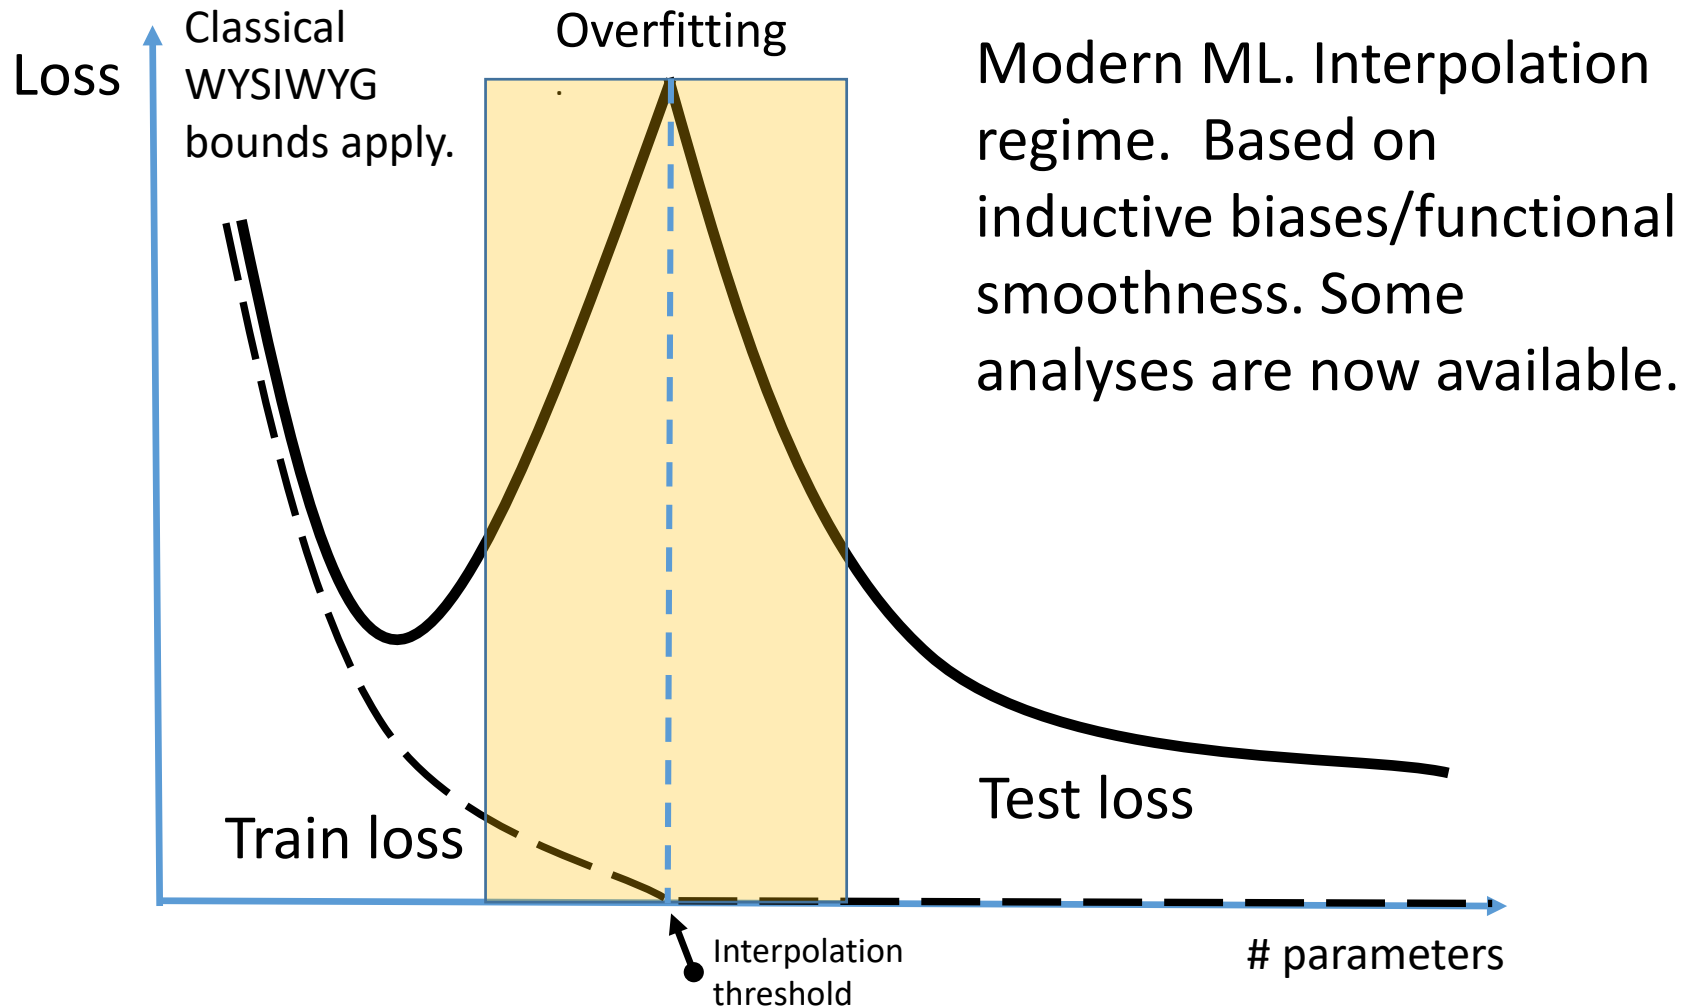 Loss
Classical
WYSIWYG
bounds apply.
Overfitting
Modern ML. Interpolation
regime.  Based on
inductive biases/functional
smoothness. Some
analyses are now available.
Train loss
Test loss
Interpolation
threshold
# parameters